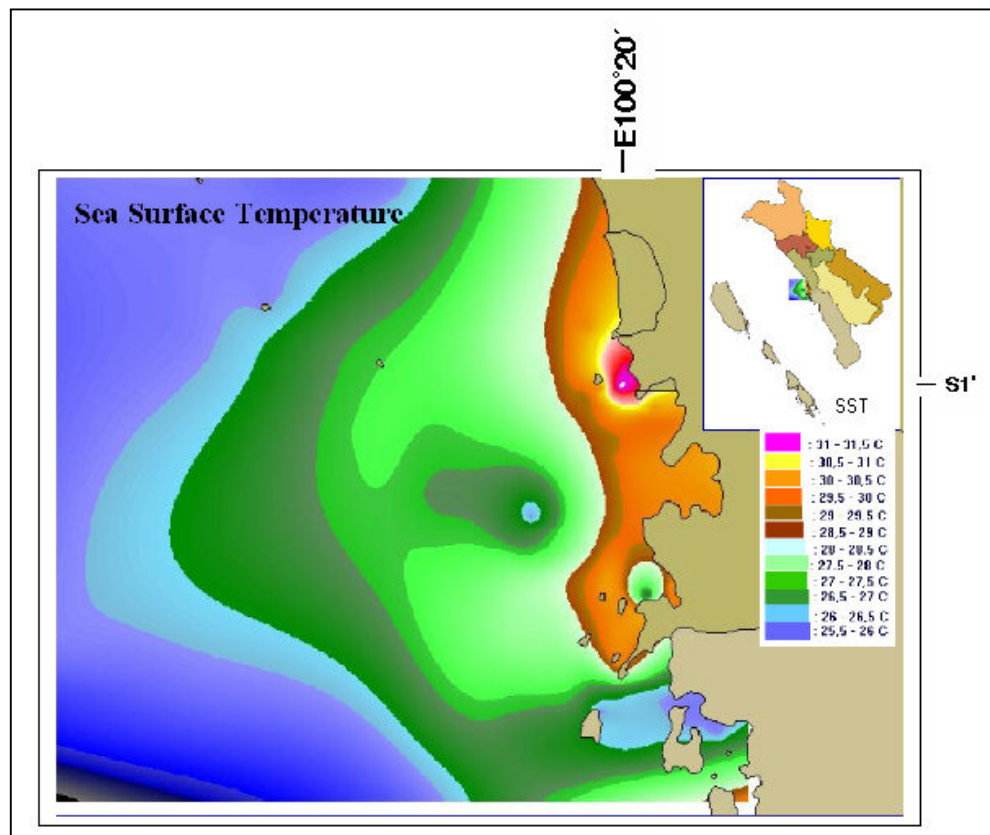 E100°20'
Sea Surface Temperature
S1'
SST
: 31 - 31,5 C
: 30,5 - 31 C
: 30 - 30,5 C
: 29,5 - 30 C
: 29 - 29,5 C
: 28,5 - 29 C
: 28 - 28,5 C
: 27,5 - 28 C
: 27 - 27,5 C
: 26,5 - 27 C
: 26 - 26,5 C
: 25,5 - 26 C